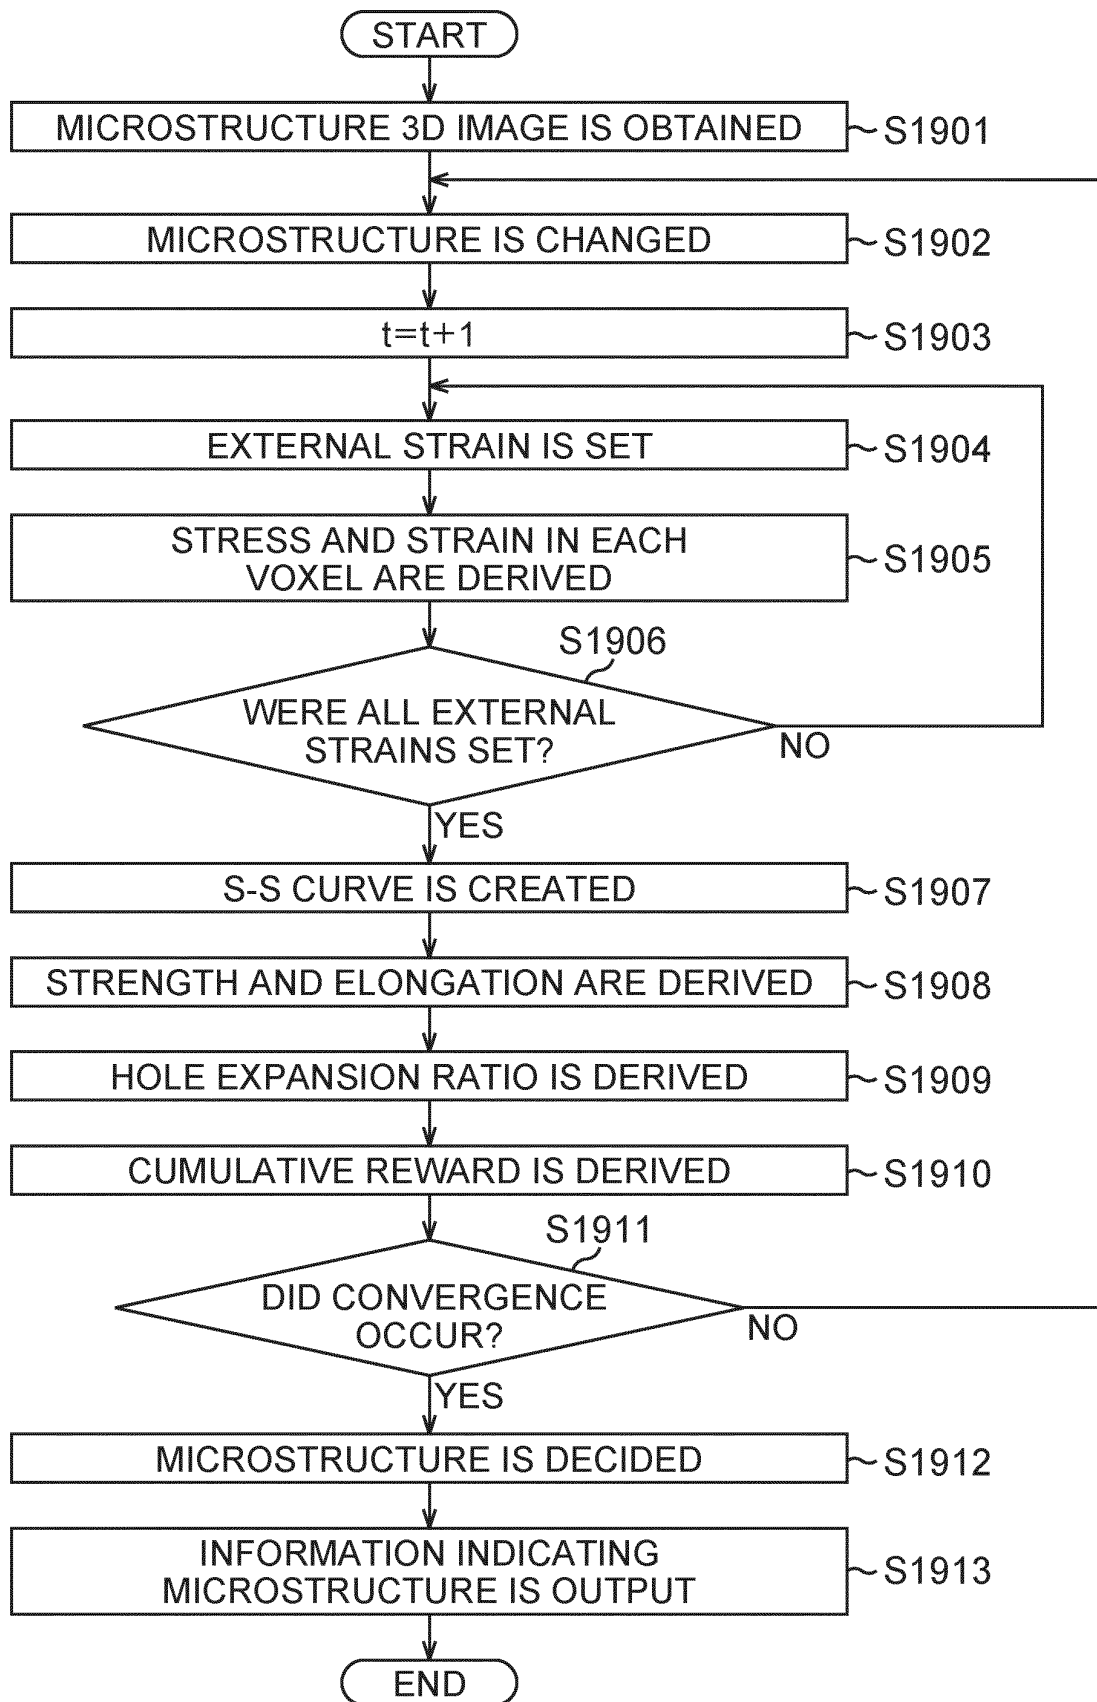 START
MICROSTRUCTURE 3D IMAGE IS OBTAINED
S1901
MICROSTRUCTURE IS CHANGED
S1902
t=t+1
S1903
EXTERNAL STRAIN IS SET
S1904
STRESS AND STRAIN IN EACH
VOXEL ARE DERIVED
S1905
S1906
WERE ALL EXTERNAL
STRAINS SET?
NO
YES
S-S CURVE IS CREATED
S1907
STRENGTH AND ELONGATION ARE DERIVED
S1908
HOLE EXPANSION RATIO IS DERIVED
S1909
CUMULATIVE REWARD IS DERIVED
S1910
S1911
DID CONVERGENCE
OCCUR?
NO
YES
MICROSTRUCTURE IS DECIDED
S1912
INFORMATION INDICATING
MICROSTRUCTURE IS OUTPUT
S1913
END